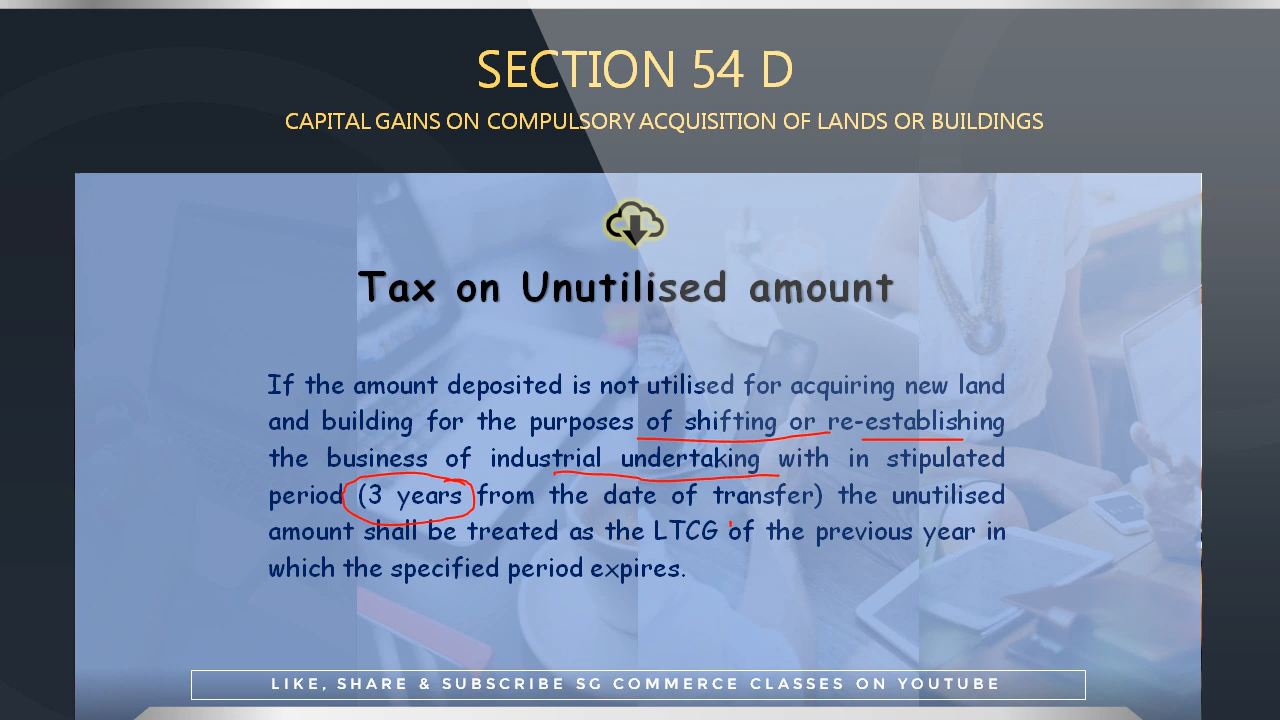 SECTION 54 D
CAPITAL GAINS ON COMPULSORY ACQUISITION OF LANDS OR BUILDINGS
Tax on Unutilised amount
If the amount deposited is not utilised for acquiring new land
and building for the purposes of shifting or re-establishing
the business of industrial undertaking with in stipulated
period (3 years from the date of transfer) the unutilised
amount shall be treated as the LTCG of the previous year in
which the specified period expires.
LIKE, SHARE & SUBSCRIBE SG COMMERCE CLASSES ON YOUTUBE